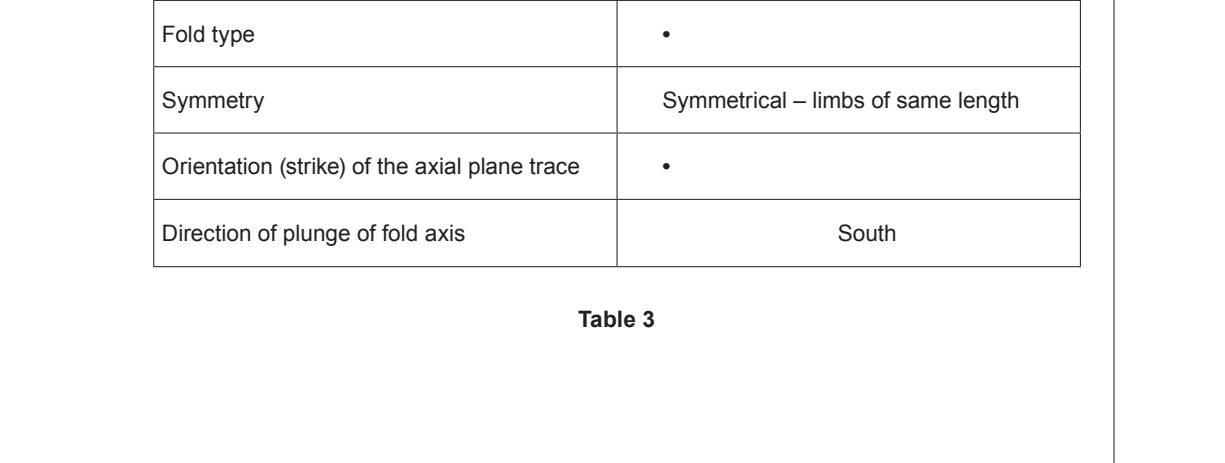 Fold type •
Symmetry Symmetrical – limbs of same length
Orientation (strike) of the axial plane trace •
Direction of plunge of fold axis South
Table 3